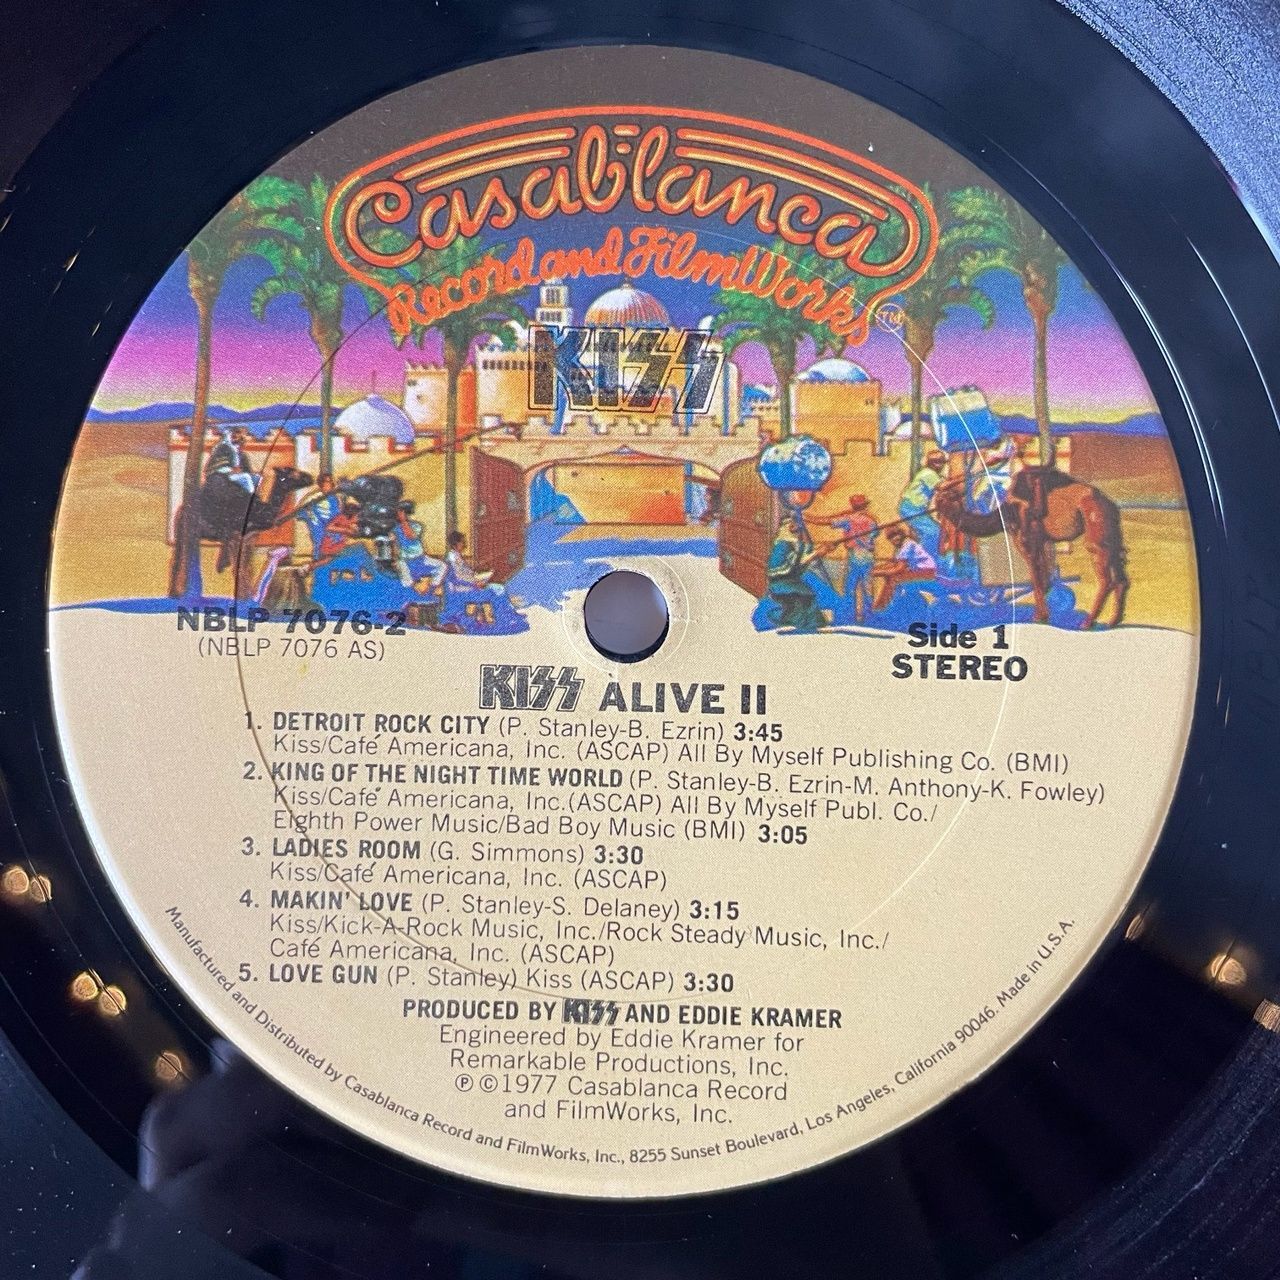 Casablanca
Record and FilmWorks TM
KISS
NBLP 7076-2
(NBLP 7076 AS)
Side 1
STEREO
KISS ALIVE II
1. DETROIT ROCK CITY (P. Stanley-B. Ezrin) 3:45
Kiss/Café Americana, Inc. (ASCAP) All By Myself Publishing Co. (BMI)
2. KING OF THE NIGHT TIME WORLD (P. Stanley-B. Ezrin-M. Anthony-K. Fowley)
Kiss/Café Americana, Inc.(ASCAP) All By Myself Publ. Co./
Eighth Power Music/Bad Boy Music (BMI) 3:05
3. LADIES ROOM (G. Simmons) 3:30
Kiss/Café Americana, Inc. (ASCAP)
4. MAKIN' LOVE (P. Stanley-S. Delaney) 3:15
Kiss/Kick-A-Rock Music, Inc./Rock Steady Music, Inc./
Café Americana, Inc. (ASCAP)
5. LOVE GUN (P. Stanley) Kiss (ASCAP) 3:30
PRODUCED BY KISS AND EDDIE KRAMER
Engineered by Eddie Kramer for
Remarkable Productions, Inc.
℗ © 1977 Casablanca Record
and FilmWorks, Inc.
Manufactured and Distributed by Casablanca Record and FilmWorks, Inc., 8255 Sunset Boulevard, Los Angeles, California 90046. Made in U.S.A.